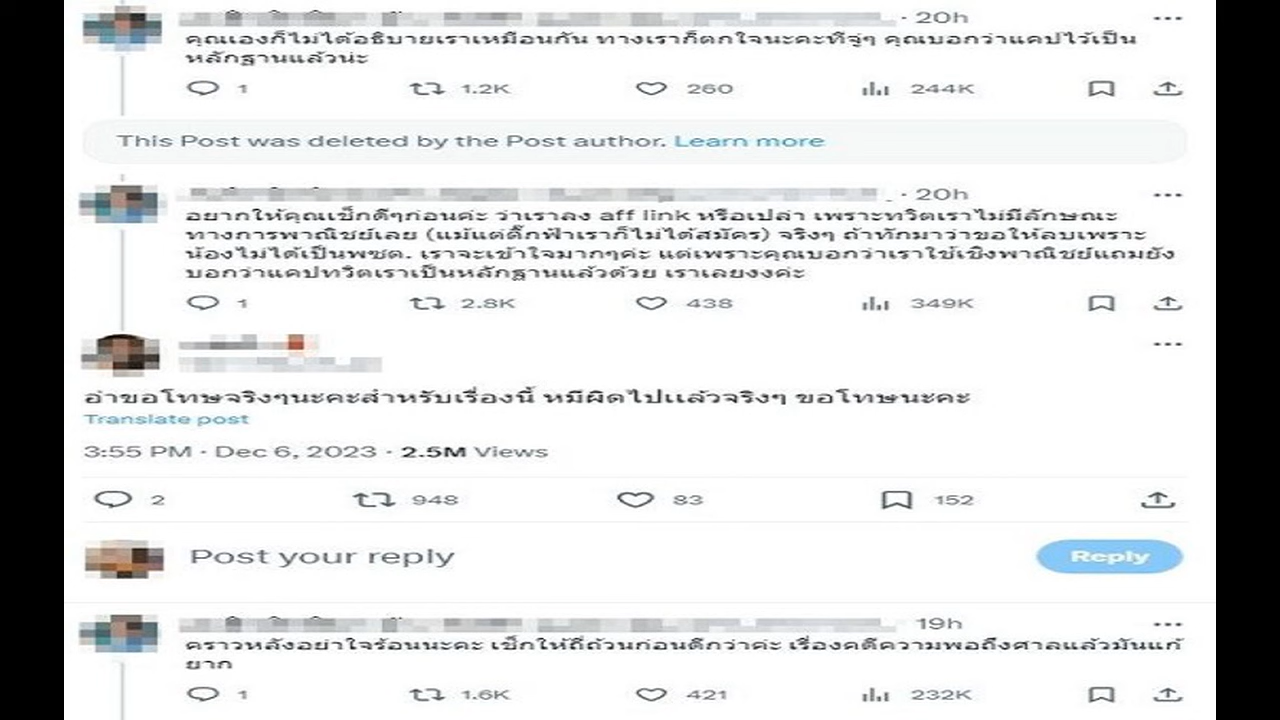 · 20h ...
คุณเองก็ไม่ได้อธิบายเราเหมือนกัน ทางเราก็ตกใจนะคะที่จู่ๆ คุณบอกว่าแคปไว้เป็น
หลักฐานแล้วน่ะ
1 1.2K 260 244K
This Post was deleted by the Post author. Learn more
· 20h ...
อยากให้คุณเช็กดีๆก่อนค่ะ ว่าเราลง aff link หรือเปล่า เพราะทวิตเราไม่มีลักษณะ
ทางการพาณิชย์เลย (แม้แต่ติ๊กฟ้าเราก็ไม่ได้สมัคร) จริงๆ ถ้าทักมาว่าขอให้ลบเพราะ
น้องไม่ได้เป็นพชต. เราจะเข้าใจมากๆค่ะ แต่เพราะคุณบอกว่าเราใช้เชิงพาณิชย์แถมยัง
บอกว่าแคปทวิตเราเป็นหลักฐานแล้วด้วย เราเลยงงค่ะ
1 2.8K 438 349K
...
อ่าขอโทษจริงๆนะคะสำหรับเรื่องนี้ หมีผิดไปแล้วจริงๆ ขอโทษนะคะ
Translate post
3:55 PM · Dec 6, 2023 · 2.5M Views
2 948 83 152
Post your reply Reply
19h ...
คราวหลังอย่าใจร้อนนะคะ เช็กให้ถี่ถ้วนก่อนดีกว่าค่ะ เรื่องคดีความพอถึงศาลแล้วมันแก้
ยาก
1 1.6K 421 232K